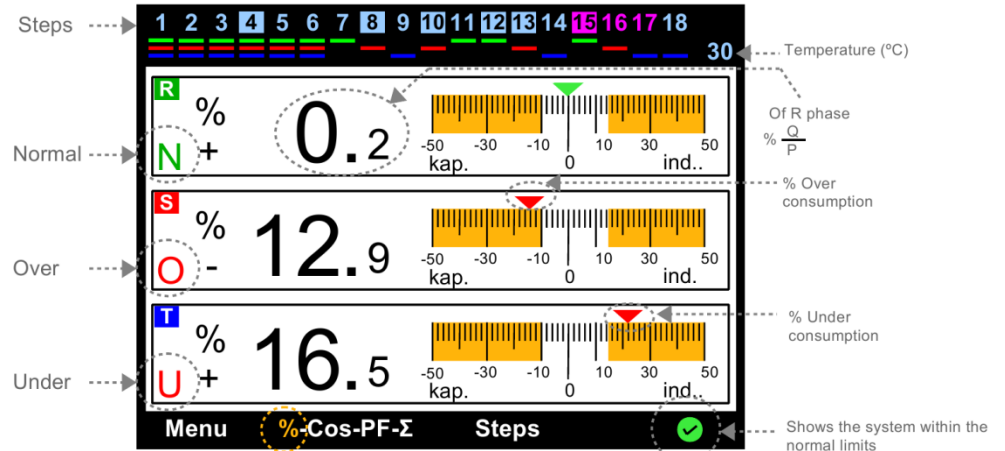 Steps
1 2 3 4 5 6 7 8 9 10 11 12 13 14 15 16 17 18
30
Temperature (ºC)
R
%
N +
0.2
-50 -30 -10 0 10 30 50
kap. ind..
Normal
Of R phase
% Q
P
% Over
consumption
S
%
O -
12.9
-50 -30 -10 0 10 30 50
kap. ind.
Over
T
%
U +
16.5
-50 -30 -10 0 10 30 50
kap. ind..
Under
% Under
consumption
Menu %-Cos-PF-Σ Steps
Shows the system within the
normal limits